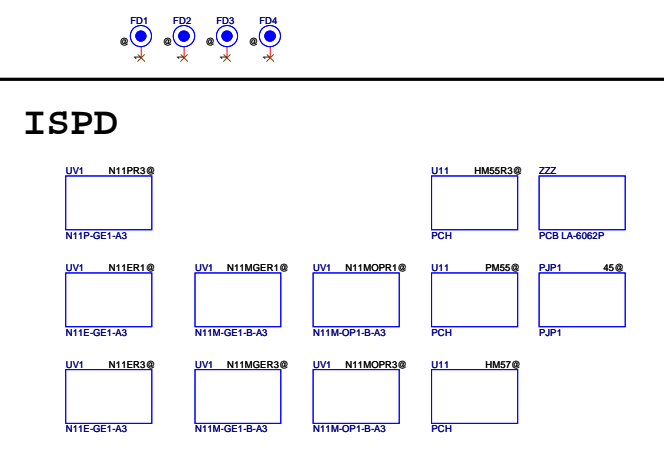 FD1 FD2 FD3 FD4
@ @ @ @
ISPD
UV1 N11PR3@ U11 HM55R3@ ZZZ
N11P-GE1-A3 PCH PCB LA-6062P
UV1 N11ER1@ UV1 N11MGER1@ UV1 N11MOPR1@ U11 PM55@ PJP1 45@
N11E-GE1-A3 N11M-GE1-B-A3 N11M-OP1-B-A3 PCH PJP1
UV1 N11ER3@ UV1 N11MGER3@ UV1 N11MOPR3@ U11 HM57@
N11E-GE1-A3 N11M-GE1-B-A3 N11M-OP1-B-A3 PCH